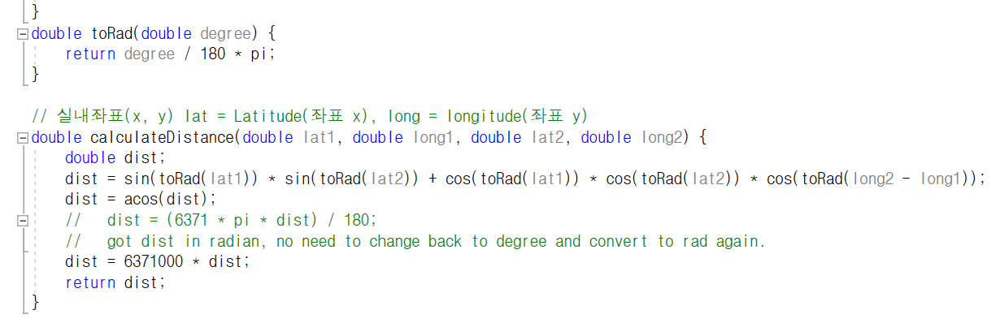 }
double toRad(double degree) {
    return degree / 180 * pi;
}

// 실내좌표(x, y) lat = Latitude(좌표 x), long = longitude(좌표 y)
double calculateDistance(double lat1, double long1, double lat2, double long2) {
    double dist;
    dist = sin(toRad(lat1)) * sin(toRad(lat2)) + cos(toRad(lat1)) * cos(toRad(lat2)) * cos(toRad(long2 - long1));
    dist = acos(dist);
    //   dist = (6371 * pi * dist) / 180;
    //   got dist in radian, no need to change back to degree and convert to rad again.
    dist = 6371000 * dist;
    return dist;
}